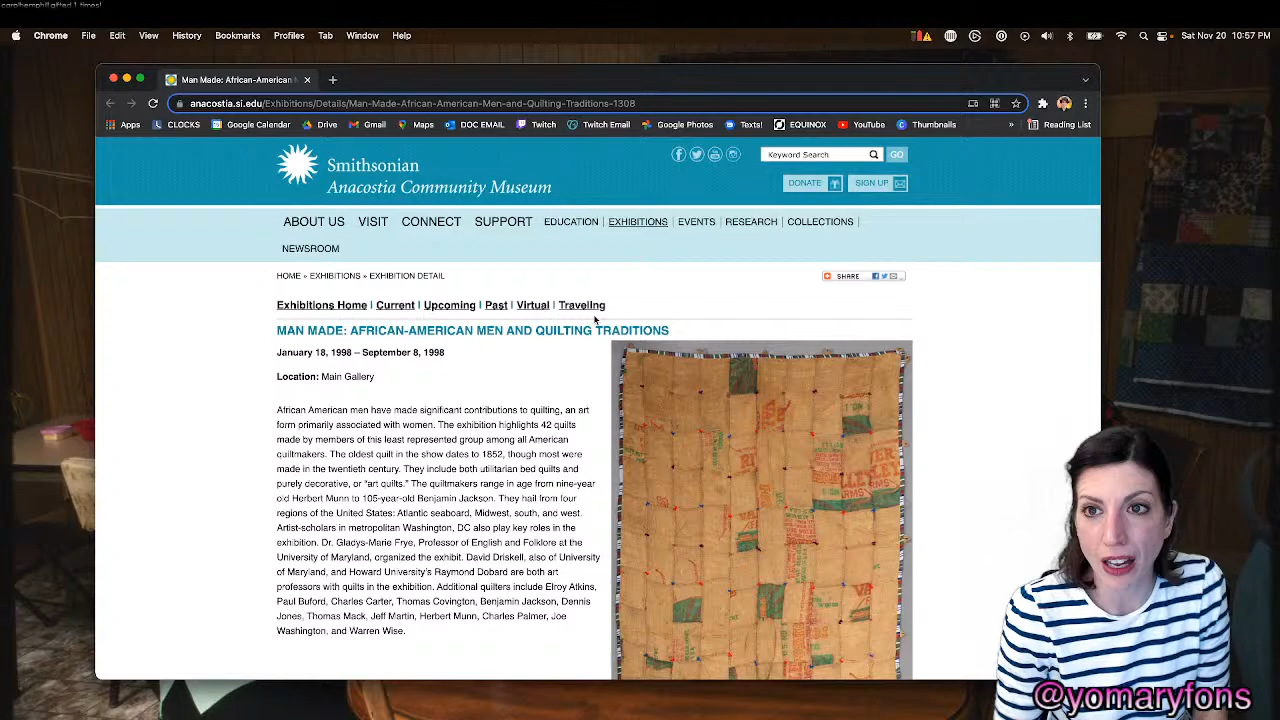 carolhemphill gifted 1 times!
Chrome File Edit View History Bookmarks Profiles Tab Window Help
Sat Nov 20 10:57 PM
Man Made: African-American M
anacostia.si.edu/Exhibitions/Details/Man-Made-African-American-Men-and-Quilting-Traditions-1308
Apps CLOCKS Google Calendar Drive Gmail Maps DOC EMAIL Twitch Twitch Email Google Photos Texts! EQUINOX YouTube Thumbnails » Reading List
Smithsonian
Anacostia Community Museum
Keyword Search GO
DONATE SIGN UP
ABOUT US VISIT CONNECT SUPPORT EDUCATION | EXHIBITIONS | EVENTS | RESEARCH | COLLECTIONS |
NEWSROOM
HOME » EXHIBITIONS » EXHIBITION DETAIL
SHARE
Exhibitions Home | Current | Upcoming | Past | Virtual | Traveling
MAN MADE: AFRICAN-AMERICAN MEN AND QUILTING TRADITIONS
January 18, 1998 – September 8, 1998
Location: Main Gallery
African American men have made significant contributions to quilting, an art
form primarily associated with women. The exhibition highlights 42 quilts
made by members of this least represented group among all American
quiltmakers. The oldest quilt in the show dates to 1852, though most were
made in the twentieth century. They include both utilitarian bed quilts and
purely decorative, or "art quilts." The quiltmakers range in age from nine-year
old Herbert Munn to 105-year-old Benjamin Jackson. They hail from four
regions of the United States: Atlantic seaboard, Midwest, south, and west.
Artist-scholars in metropolitan Washington, DC also play key roles in the
exhibition. Dr. Gladys-Marie Frye, Professor of English and Folklore at the
University of Maryland, organized the exhibit. David Driskell, also of University
of Maryland, and Howard University's Raymond Dobard are both art
professors with quilts in the exhibition. Additional quilters include Elroy Atkins,
Paul Buford, Charles Carter, Thomas Covington, Benjamin Jackson, Dennis
Jones, Thomas Mack, Jeff Martin, Herbert Munn, Charles Palmer, Joe
Washington, and Warren Wise.
@yomaryfons